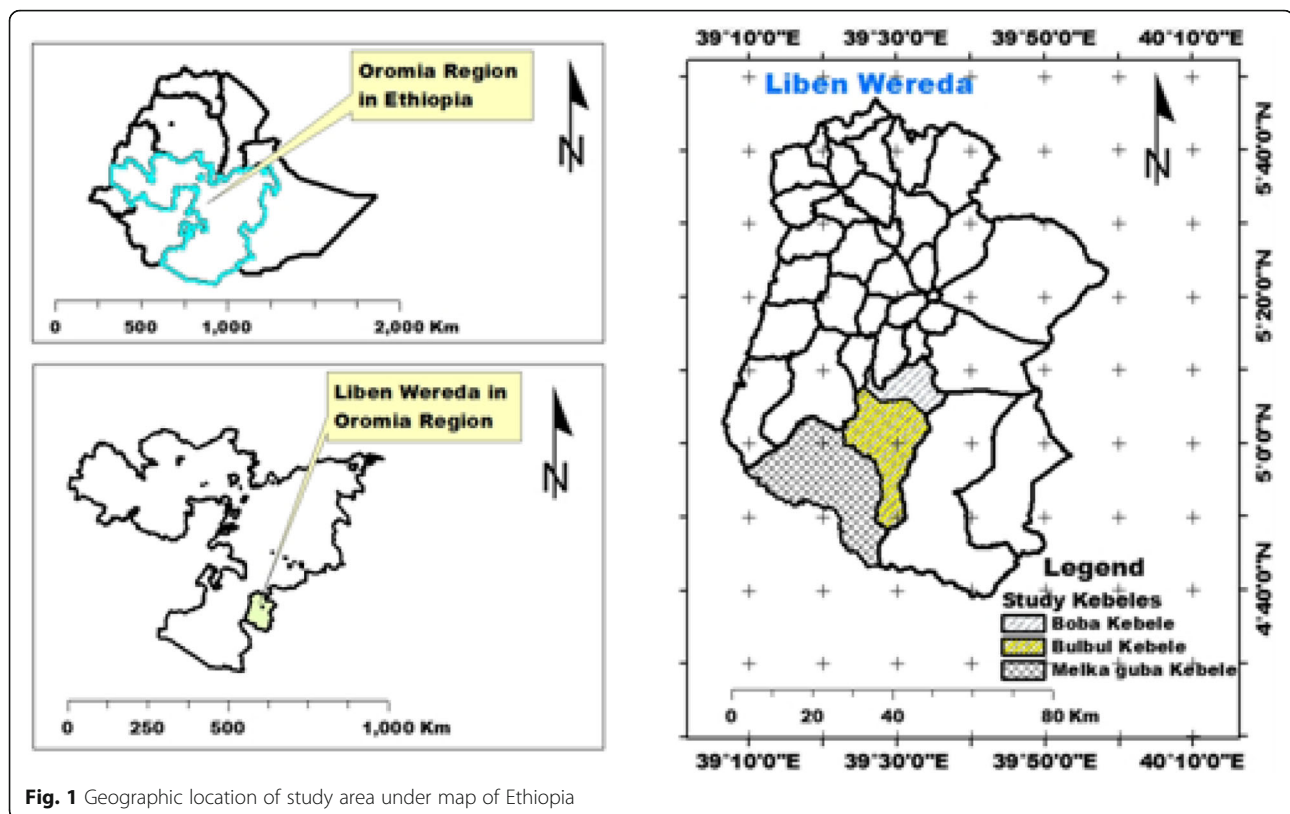 Oromia Region
in Ethiopia
N
0 500 1,000 2,000 Km
Liben Wereda in
Oromia Region
N
0 250 500 1,000 Km
39°10'0"E 39°30'0"E 39°50'0"E 40°10'0"E
Liben Wereda
N
5°40'0"N
5°20'0"N
5°0'0"N
4°40'0"N
Legend
Study Kebeles
Boba Kebele
Bulbul Kebele
Melka guba Kebele
0 20 40 80 Km
39°10'0"E 39°30'0"E 39°50'0"E 40°10'0"E
Fig. 1 Geographic location of study area under map of Ethiopia